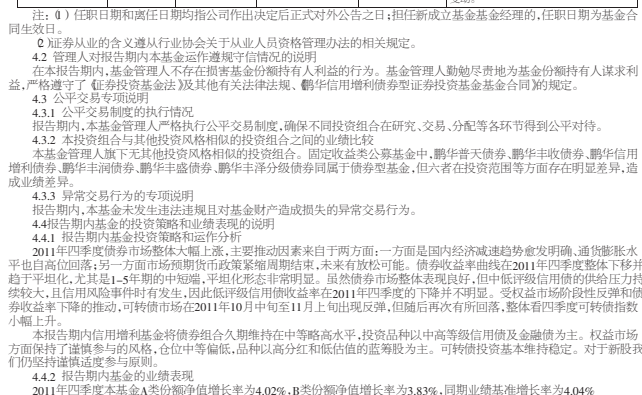 注：(1)任职日期和离任日期均指公司作出决定后正式对外公告之日；担任新成立基金基金经理的，任职日期为基金合
同生效日。
(2)证券从业的含义遵从行业协会关于从业人员资格管理办法的相关规定。
4.2 管理人对报告期内本基金运作遵规守信情况的说明
在本报告期内，基金管理人不存在损害基金份额持有人利益的行为。基金管理人勤勉尽责地为基金份额持有人谋求利
益，严格遵守了《证券投资基金法》及其他有关法律法规、《鹏华信用增利债券型证券投资基金基金合同》的规定。
4.3 公平交易专项说明
4.3.1 公平交易制度的执行情况
报告期内，本基金管理人严格执行公平交易制度，确保不同投资组合在研究、交易、分配等各环节得到公平对待。
4.3.2 本投资组合与其他投资风格相似的投资组合之间的业绩比较
本基金管理人旗下无其他投资风格相似的投资组合。固定收益类公募基金中，鹏华普天债券、鹏华丰收债券、鹏华信用
增利债券、鹏华丰润债券、鹏华丰盛债券、鹏华丰泽分级债券同属于债券型基金，但六者在投资范围等方面存在明显差异，造
成业绩差异。
4.3.3 异常交易行为的专项说明
报告期内，本基金未发生违法违规且对基金财产造成损失的异常交易行为。
4.4报告期内基金的投资策略和业绩表现的说明
4.4.1 报告期内基金投资策略和运作分析
2011年四季度债券市场整体大幅上涨，主要推动因素来自于两方面：一方面是国内经济减速趋势愈发明确、通货膨胀水
平也自高位回落；另一方面市场预期货币政策紧缩周期结束，未来有放松可能。债券收益率曲线在2011年四季度整体下移并
趋于平坦化，尤其是1-5年期的中短端，平坦化形态非常明显。虽然债券市场整体表现良好，但中低评级信用债的供给压力持
续较大，且信用风险事件时有发生，因此低评级信用债收益率在2011年四季度的下降并不明显。受权益市场阶段性反弹和债
券收益率下降的推动，可转债市场在2011年10月中旬至11月上旬出现反弹，但随后再次有所回落，整体看四季度可转债指数
小幅上升。
本报告期内信用增利基金将债券组合久期维持在中等略高水平，投资品种以中高等级信用债及金融债为主。权益市场
方面保持了谨慎参与的风格，仓位中等偏低，品种以高分红和低估值的蓝筹股为主。可转债投资基本维持稳定。对于新股我
们仍坚持谨慎适度参与原则。
4.4.2 报告期内基金的业绩表现
2011年四季度本基金A类份额净值增长率为4.02%，B类份额净值增长率为3.83%，同期业绩基准增长率为4.04%